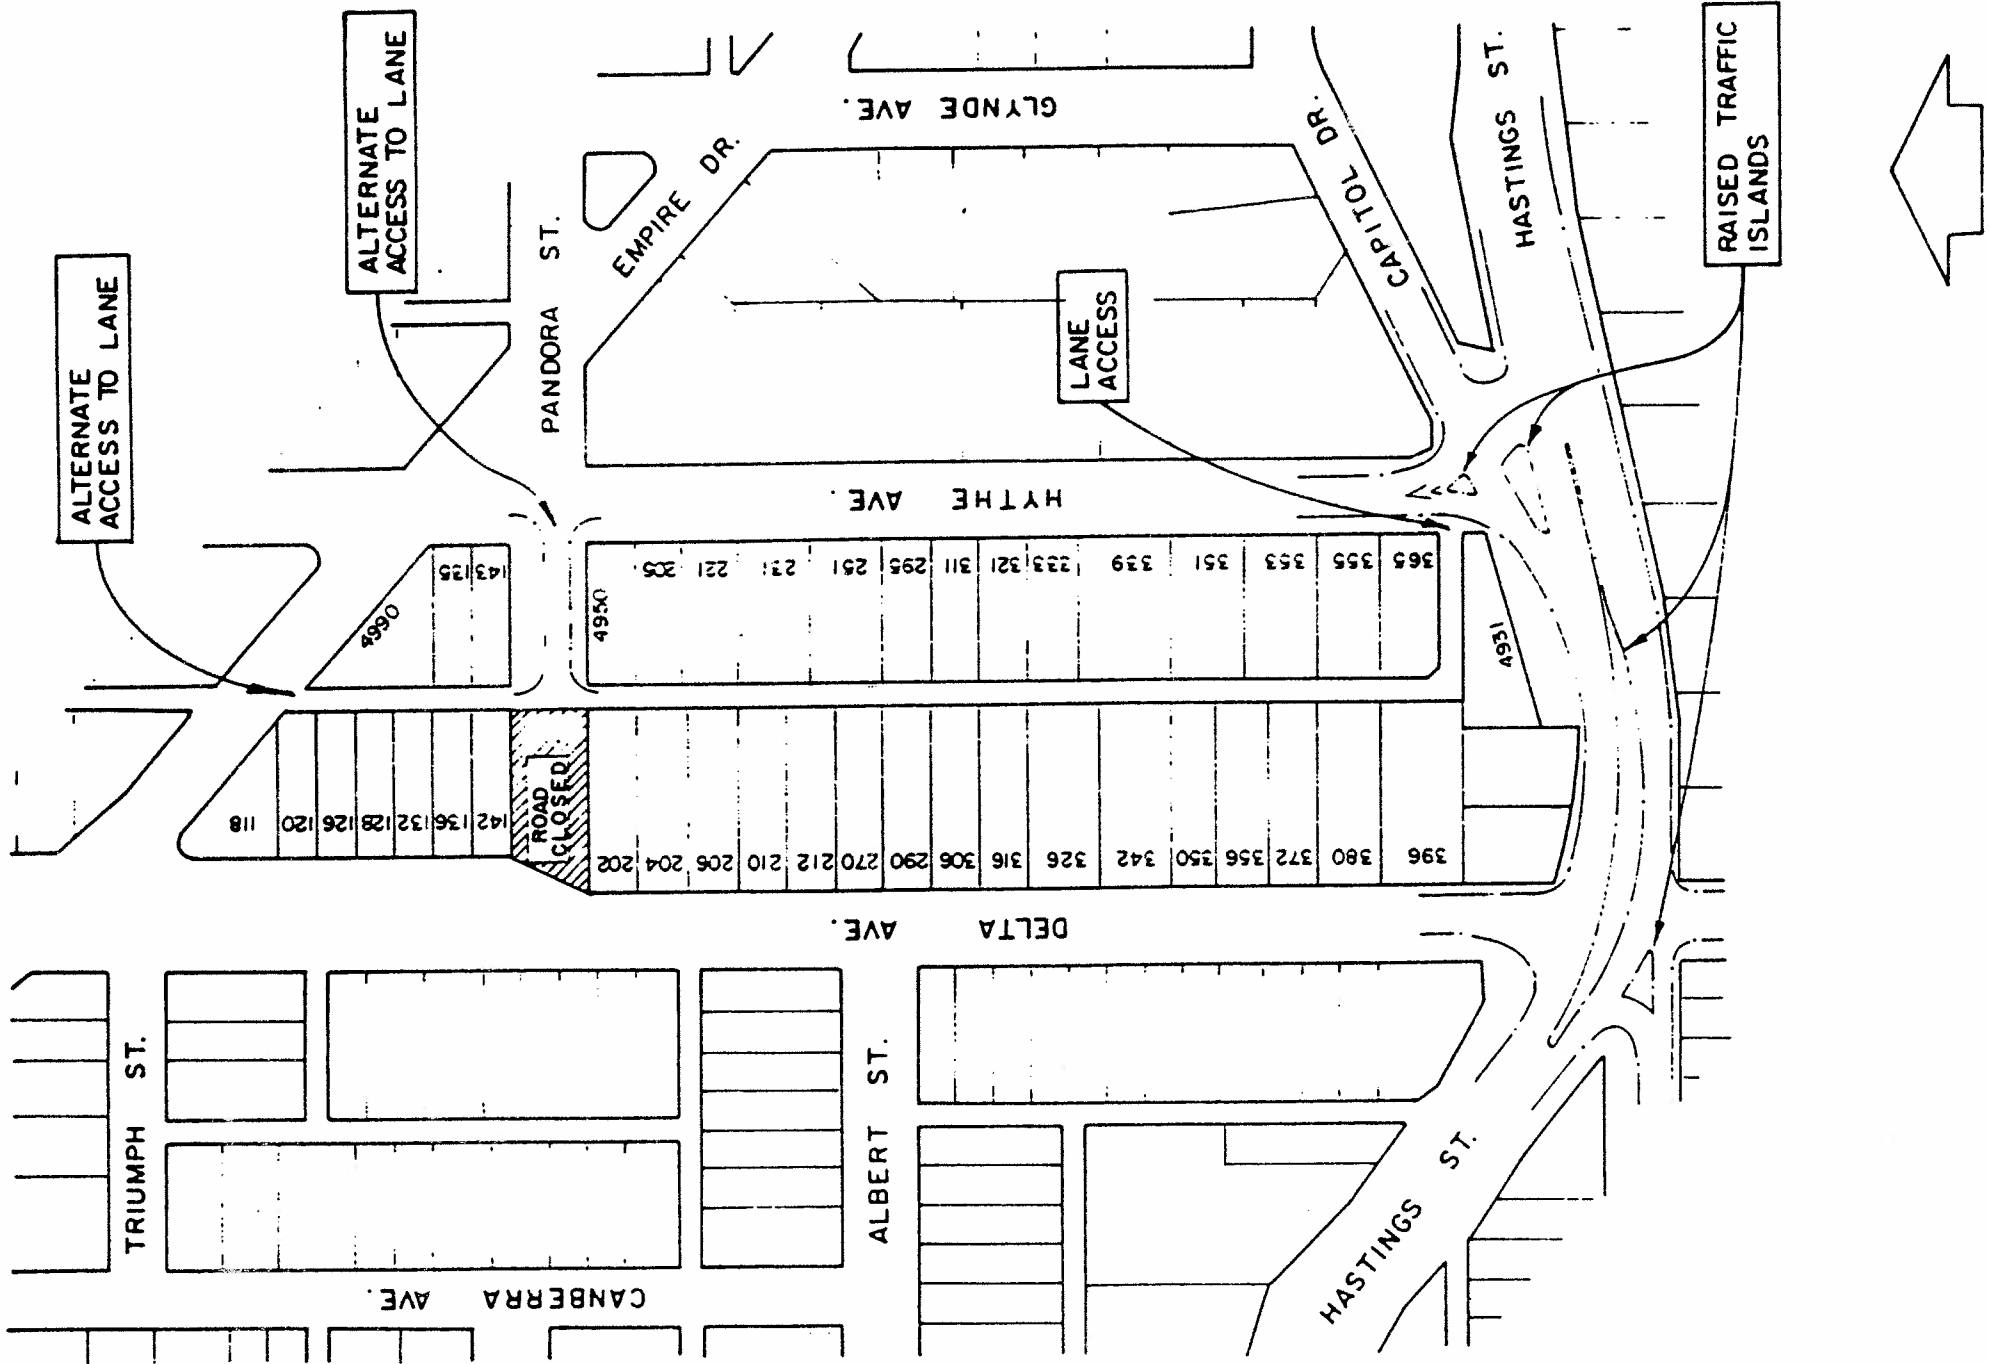 ALTERNATE
ACCESS TO LANE
ALTERNATE
ACCESS TO LANE
RAISED TRAFFIC
ISLANDS
LANE
ACCESS
GLYNDE AVE.
EMPIRE DR.
CAPITOL DR.
HASTINGS ST.
PANDORA ST.
HYTHE AVE.
4990
135
143
4950
205
221
231
251
295
311
321
333
339
351
353
355
365
4931
118
120
126
128
132
136
142
ROAD
CLOSED
202
204
206
210
212
270
290
306
316
326
342
350
356
372
380
396
DELTA AVE.
TRIUMPH ST.
ALBERT ST.
HASTINGS ST.
CANBERRA AVE.